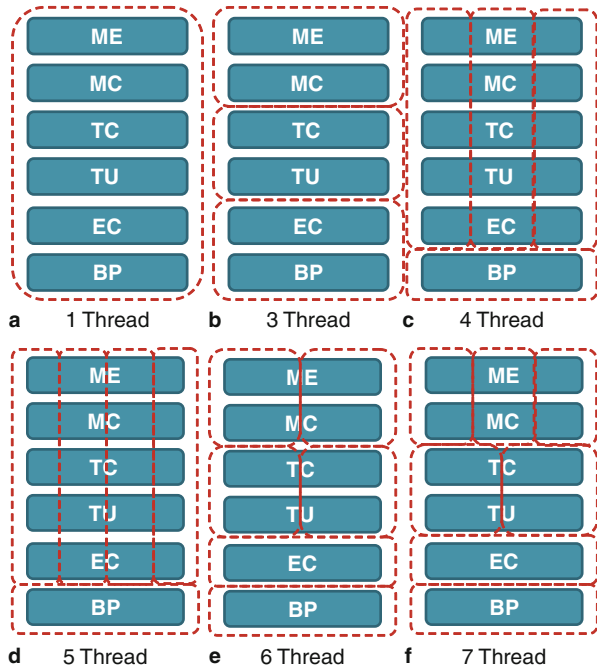 ME
MC
TC
TU
EC
BP
a 1 Thread
ME
MC
TC
TU
EC
BP
b 3 Thread
ME
MC
TC
TU
EC
BP
c 4 Thread
ME
MC
TC
TU
EC
BP
d 5 Thread
ME
MC
TC
TU
EC
BP
e 6 Thread
ME
MC
TC
TU
EC
BP
f 7 Thread